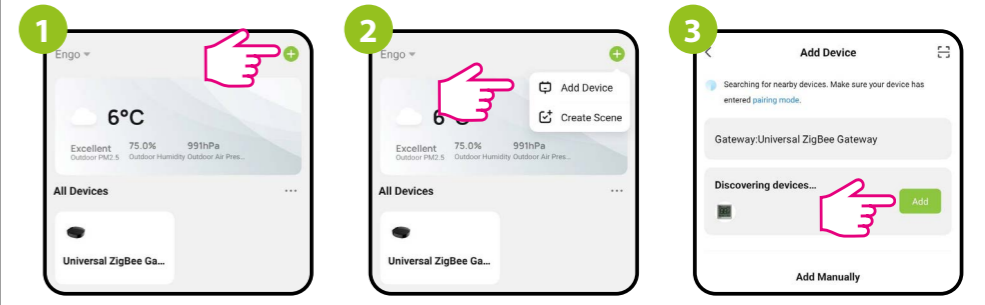 1
Engo
6°C
Excellent 75.0% 991hPa
Outdoor PM2.5 Outdoor Humidity Outdoor Air Pres...
All Devices ...
Universal ZigBee Ga...
2
Engo
Add Device
Create Scene
6
Excellent 75.0% 991hPa
Outdoor PM2.5 Outdoor Humidity Outdoor Air Pres...
All Devices ...
Universal ZigBee Ga...
3
Add Device
Searching for nearby devices. Make sure your device has
entered pairing mode.
Gateway:Universal ZigBee Gateway
Discovering devices...
Add
Add Manually